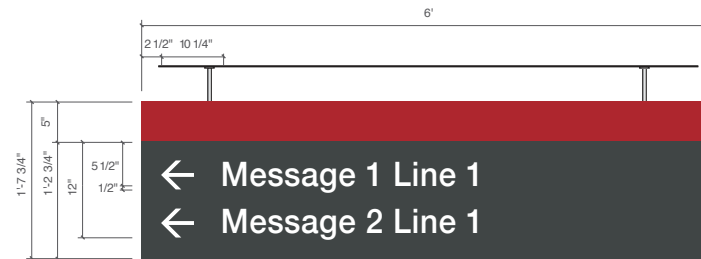 6'
2 1/2" 10 1/4"
5"
1'-7 3/4"
1'-2 3/4"
12"
5 1/2"
1/2"
← Message 1 Line 1
← Message 2 Line 1